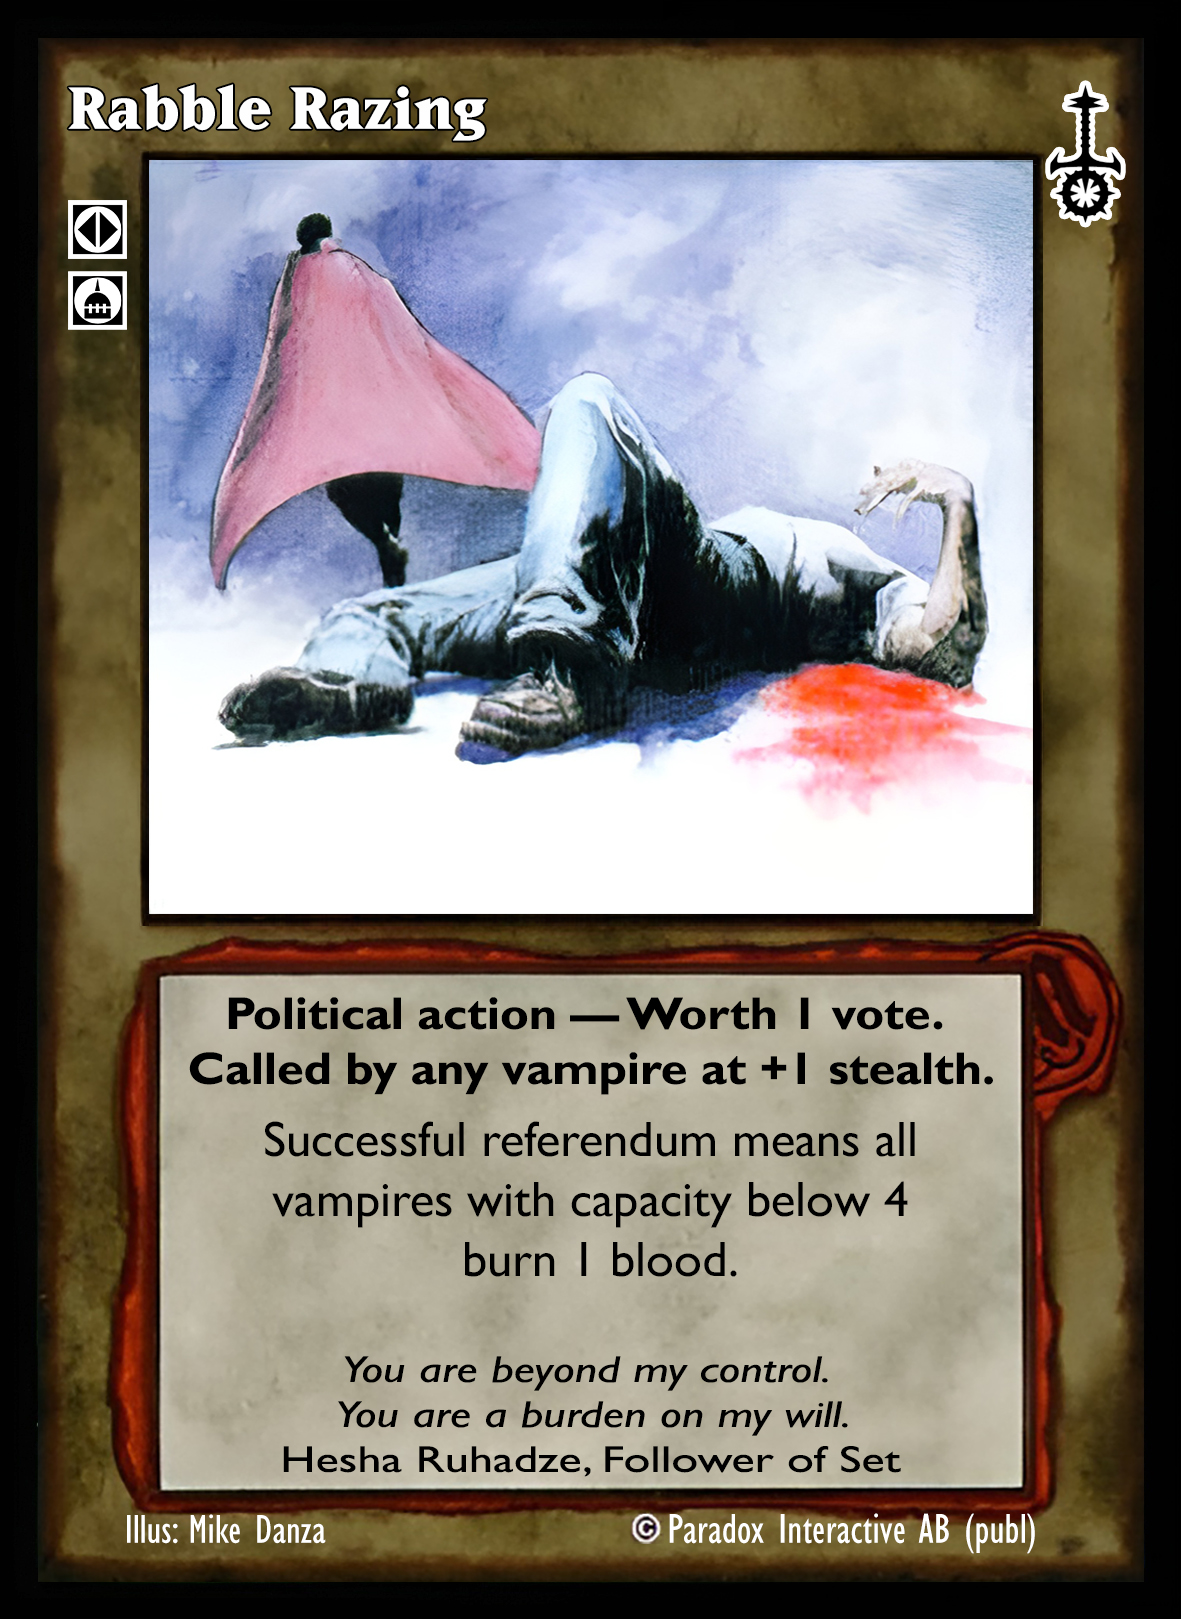 Rabble Razing
Political action — Worth 1 vote.
Called by any vampire at +1 stealth.
Successful referendum means all
vampires with capacity below 4
burn 1 blood.
You are beyond my control.
You are a burden on my will.
Hesha Ruhadze, Follower of Set
Illus: Mike Danza
© Paradox Interactive AB (publ)